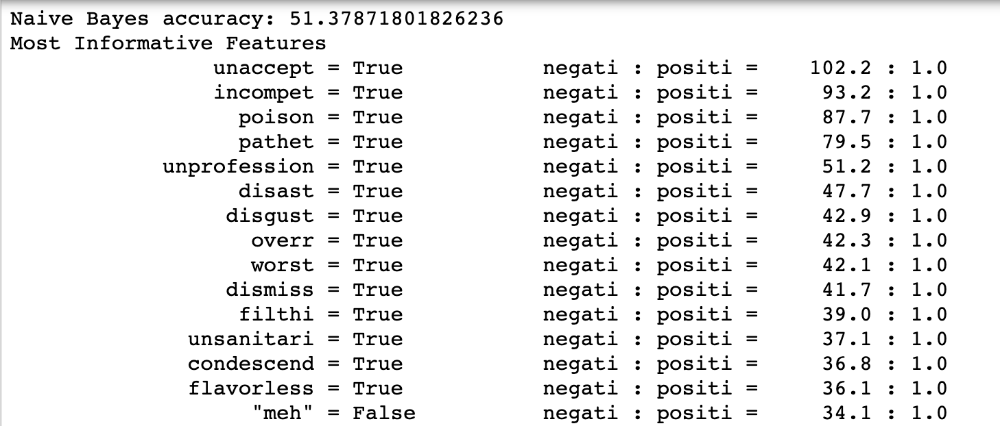 Naive Bayes accuracy: 51.37871801826236
Most Informative Features
unaccept = True negati : positi = 102.2 : 1.0
incompet = True negati : positi = 93.2 : 1.0
poison = True negati : positi = 87.7 : 1.0
pathet = True negati : positi = 79.5 : 1.0
unprofession = True negati : positi = 51.2 : 1.0
disast = True negati : positi = 47.7 : 1.0
disgust = True negati : positi = 42.9 : 1.0
overr = True negati : positi = 42.3 : 1.0
worst = True negati : positi = 42.1 : 1.0
dismiss = True negati : positi = 41.7 : 1.0
filthi = True negati : positi = 39.0 : 1.0
unsanitari = True negati : positi = 37.1 : 1.0
condescend = True negati : positi = 36.8 : 1.0
flavorless = True negati : positi = 36.1 : 1.0
"meh" = False negati : positi = 34.1 : 1.0